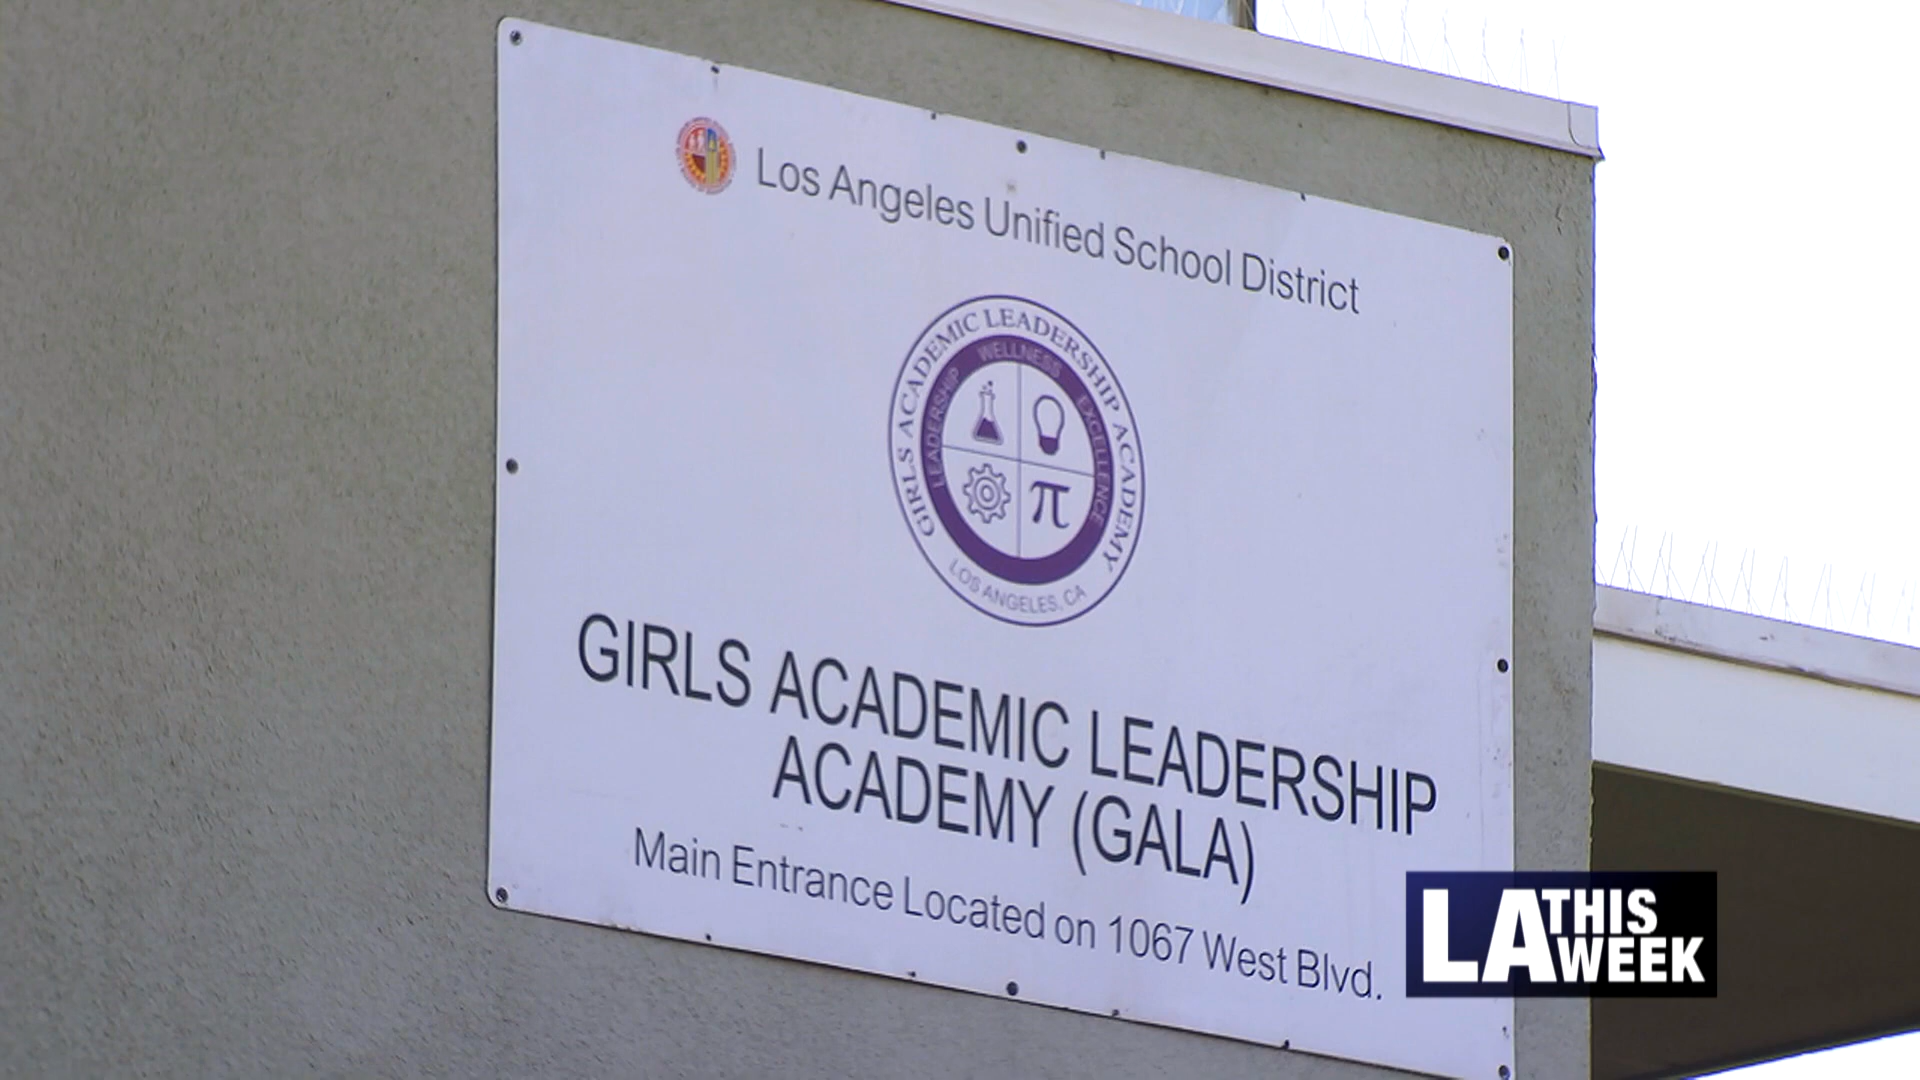 Los Angeles Unified School District
GIRLS ACADEMIC LEADERSHIP ACADEMY
LEADERSHIP WELLNESS EXCELLENCE
π
LOS ANGELES, CA
GIRLS ACADEMIC LEADERSHIP
ACADEMY (GALA)
Main Entrance Located on 1067 West Blvd.
LA THIS
WEEK